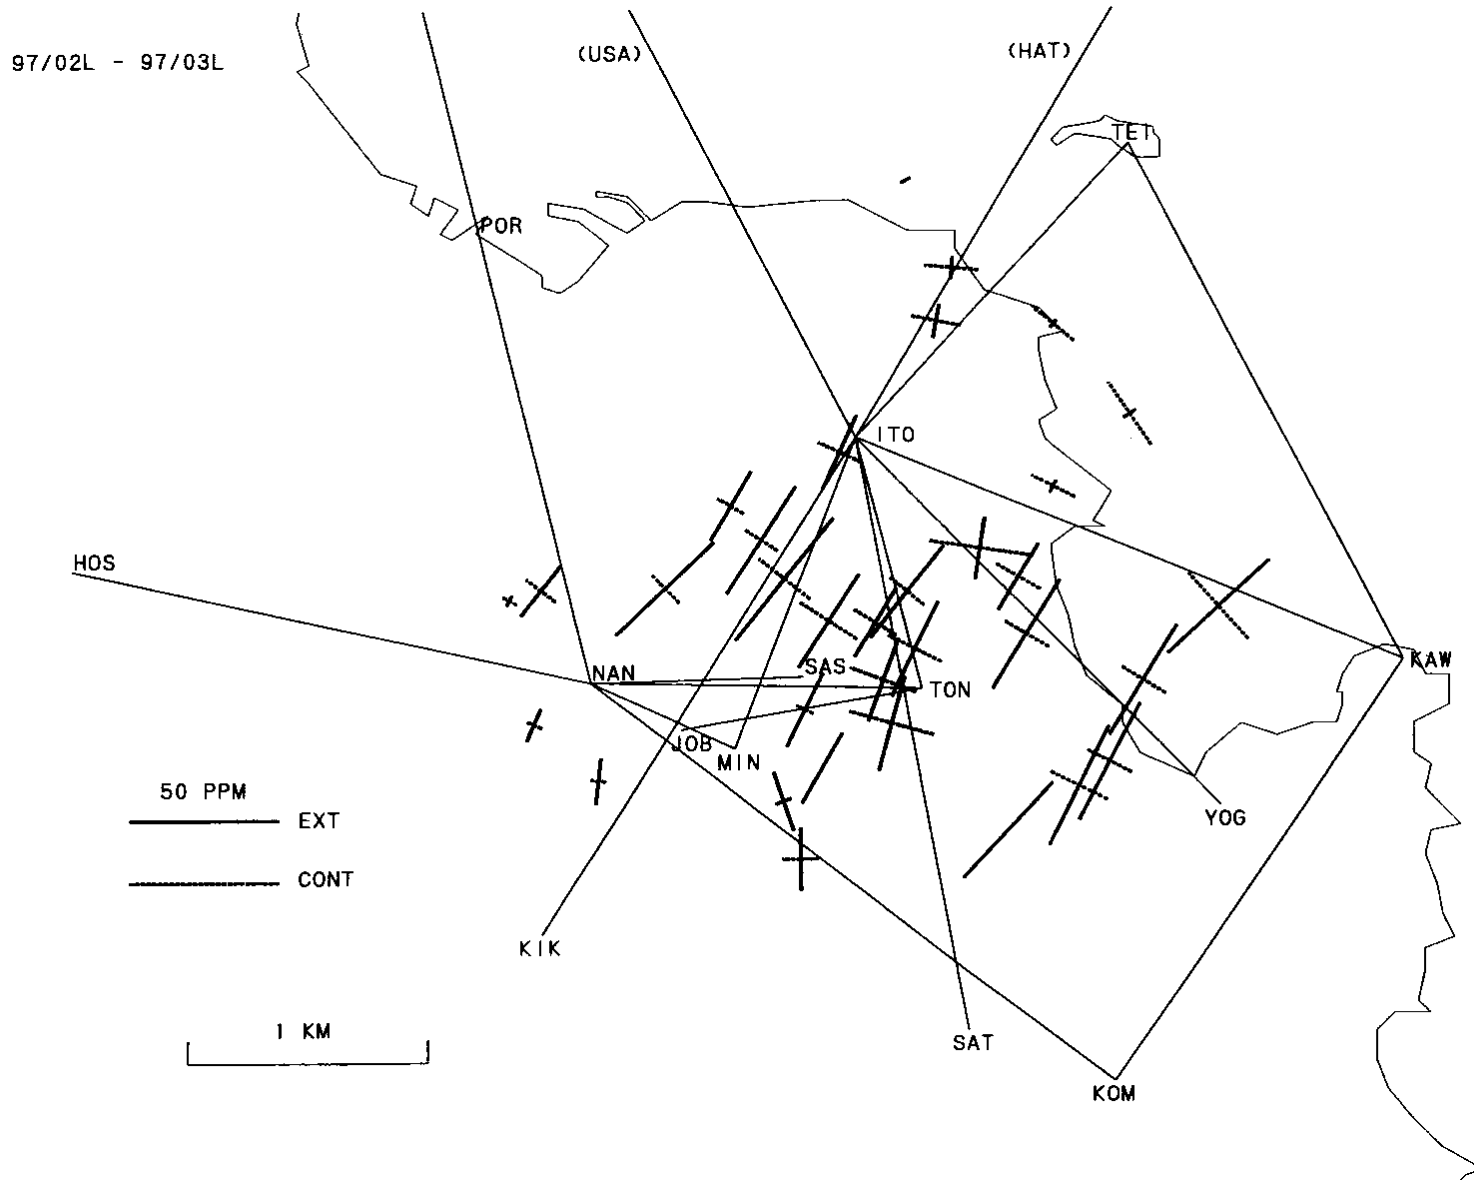 (USA)
(HAT)
97/02L - 97/03L
TET
POR
ITO
HOS
KAW
SAS
NAN
TON
JOB
MIN
50 PPM
YOG
EXT
CONT
KIK
1 KM
SAT
KOM